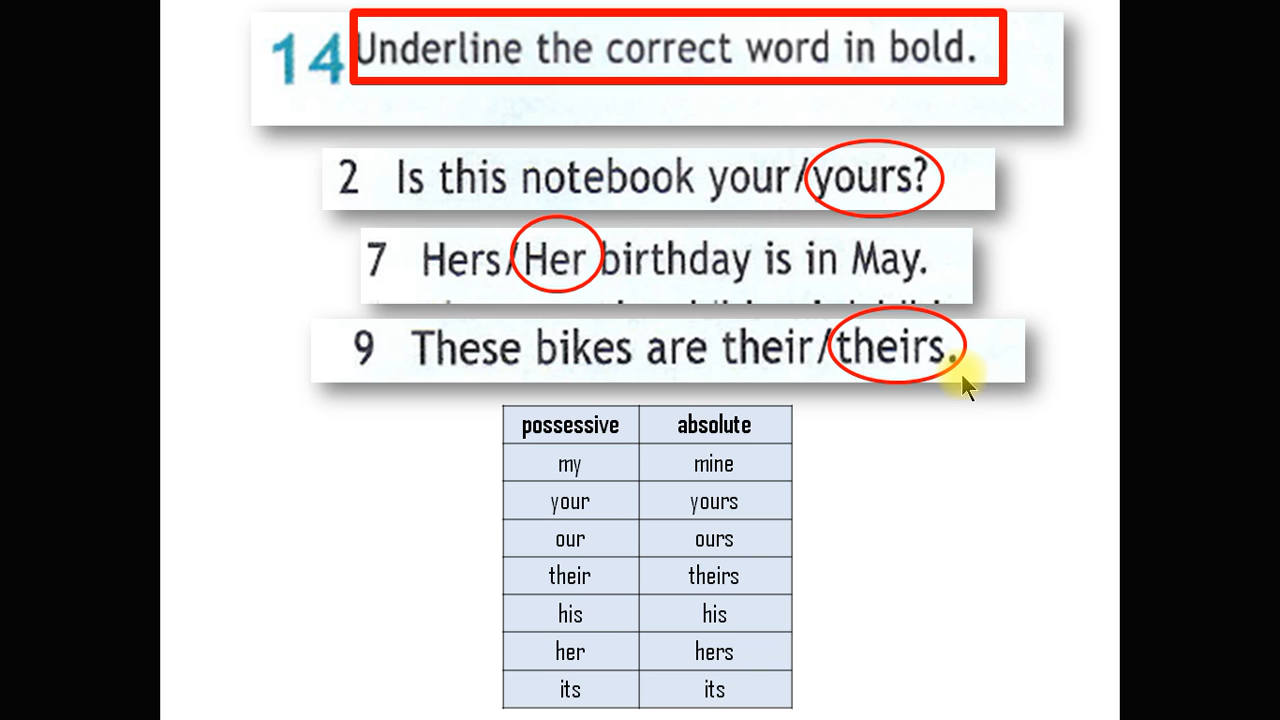 14 Underline the correct word in bold.
2 Is this notebook your/yours?
7 Hers/Her birthday is in May.
9 These bikes are their/theirs.
possessive absolute
my mine
your yours
our ours
their theirs
his his
her hers
its its